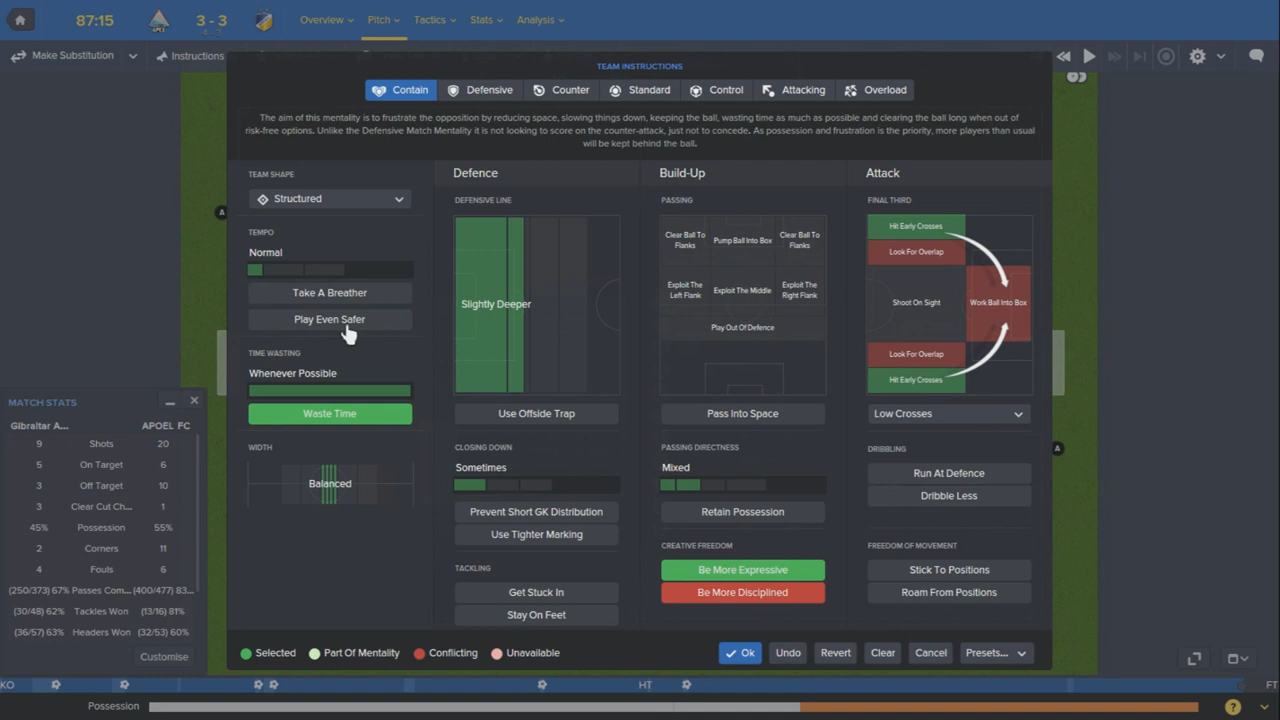 87:15
3 - 3
Overview
Pitch
Tactics
Stats
Analysis
Make Substitution
Instructions
TEAM INSTRUCTIONS
Contain
Defensive
Counter
Standard
Control
Attacking
Overload
The aim of this mentality is to frustrate the opposition by reducing space, slowing things down, keeping the ball, wasting time as much as possible and clearing the ball long when out of
risk-free options. Unlike the Defensive Match Mentality it is not looking to score on the counter-attack, just not to concede. As possession and frustration is the priority, more players than usual
will be kept behind the ball.
TEAM SHAPE
Structured
TEMPO
Normal
Take A Breather
Play Even Safer
TIME WASTING
Whenever Possible
Waste Time
WIDTH
Balanced
Defence
DEFENSIVE LINE
Slightly Deeper
Use Offside Trap
CLOSING DOWN
Sometimes
Prevent Short GK Distribution
Use Tighter Marking
TACKLING
Get Stuck In
Stay On Feet
Build-Up
PASSING
Clear Ball To
Flanks
Pump Ball Into Box
Clear Ball To
Flanks
Exploit The
Left Flank
Exploit The Middle
Exploit The
Right Flank
Play Out Of Defence
Pass Into Space
PASSING DIRECTNESS
Mixed
Retain Possession
CREATIVE FREEDOM
Be More Expressive
Be More Disciplined
Attack
FINAL THIRD
Hit Early Crosses
Look For Overlap
Shoot On Sight
Work Ball Into Box
Look For Overlap
Hit Early Crosses
Low Crosses
DRIBBLING
Run At Defence
Dribble Less
FREEDOM OF MOVEMENT
Stick To Positions
Roam From Positions
A
A
MATCH STATS
Gibraltar A... APOEL FC
9 Shots 20
5 On Target 6
3 Off Target 10
3 Clear Cut Ch... 1
45% Possession 55%
2 Corners 11
4 Fouls 6
(250/373) 67% Passes Com... (400/477) 83...
(30/48) 62% Tackles Won (13/16) 81%
(36/57) 63% Headers Won (32/53) 60%
Customise
Selected
Part Of Mentality
Conflicting
Unavailable
Ok
Undo
Revert
Clear
Cancel
Presets...
KO
HT
FT
Possession
?